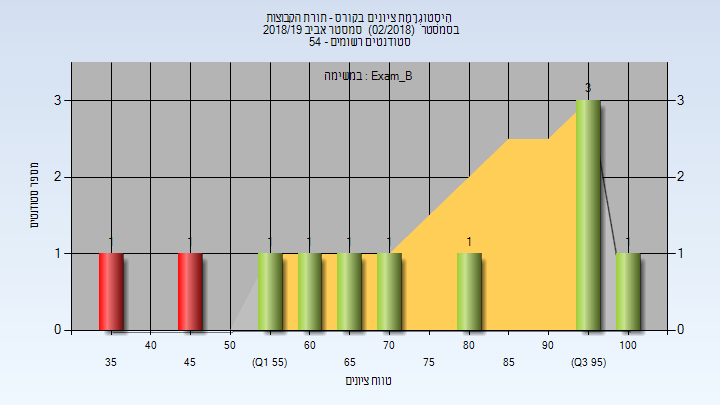 היסטוגרמת ציונים בקורס - תורת הקבוצות
בסמסטר (02/2018) סמסטר אביב 2018/19
סטודנטים רשומים - 54
במשימה : Exam_B
מספר סטודנטים
3 3
2 2
1 1
0 0
1 1 1 1 1 1 1 3 1
40 50 60 70 80 90 100
35 45 (Q1 55) 65 75 85 (Q3 95)
טווח ציונים